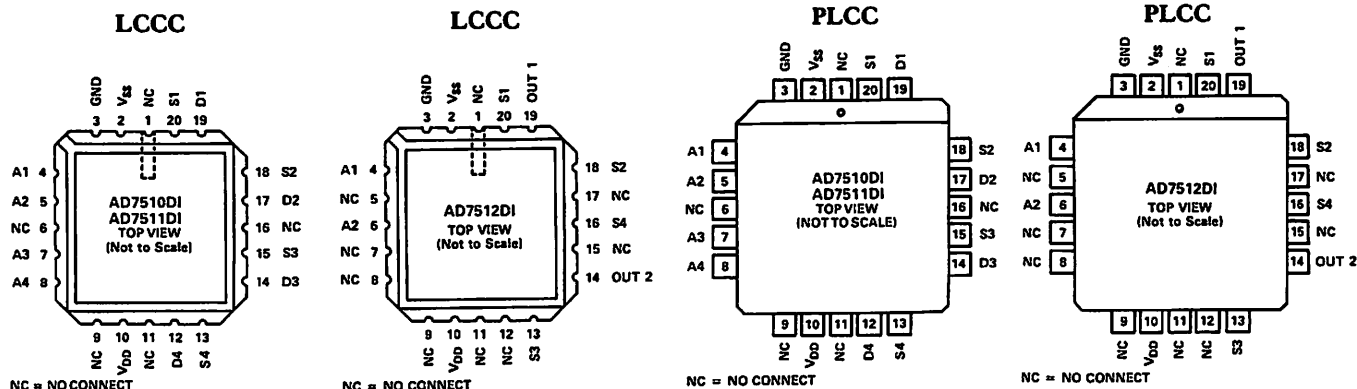 LCCC
GND
VSS
NC
S1
D1
3 2 1 20 19
A1 4
A2 5
NC 6
A3 7
A4 8
AD7510DI
AD7511DI
TOP VIEW
(Not to Scale)
18 S2
17 D2
16 NC
15 S3
14 D3
9 10 11 12 13
NC
VDD
NC
D4
S4
NC = NO CONNECT
LCCC
GND
VSS
NC
S1
OUT 1
3 2 1 20 19
A1 4
NC 5
A2 6
NC 7
NC 8
AD7512DI
TOP VIEW
(Not to Scale)
18 S2
17 NC
16 S4
15 NC
14 OUT 2
9 10 11 12 13
NC
VDD
NC
NC
S3
NC = NO CONNECT
PLCC
GND
VSS
NC
S1
D1
3 2 1 20 19
A1 4
A2 5
NC 6
A3 7
A4 8
AD7510DI
AD7511DI
TOP VIEW
(NOT TO SCALE)
18 S2
17 D2
16 NC
15 S3
14 D3
9 10 11 12 13
NC
VDD
NC
D4
S4
NC = NO CONNECT
PLCC
GND
VSS
NC
S1
OUT 1
3 2 1 20 19
A1 4
NC 5
A2 6
NC 7
NC 8
AD7512DI
TOP VIEW
(Not to Scale)
18 S2
17 NC
16 S4
15 NC
14 OUT 2
9 10 11 12 13
NC
VDD
NC
NC
S3
NC = NO CONNECT